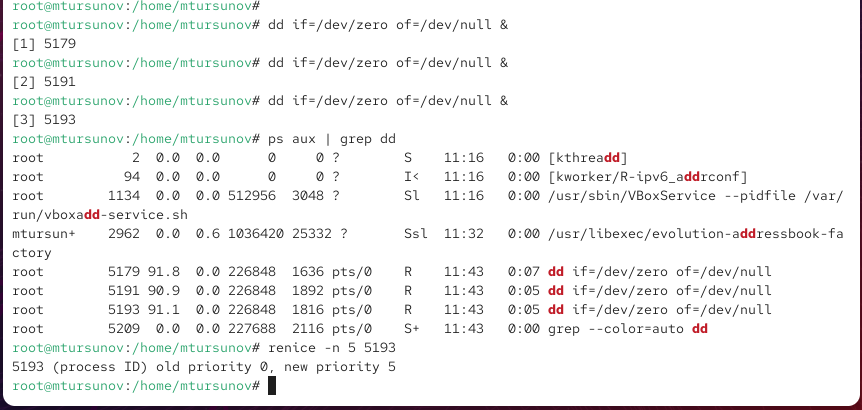 root@mtursunov:/home/mtursunov#
root@mtursunov:/home/mtursunov# dd if=/dev/zero of=/dev/null &
[1] 5179
root@mtursunov:/home/mtursunov# dd if=/dev/zero of=/dev/null &
[2] 5191
root@mtursunov:/home/mtursunov# dd if=/dev/zero of=/dev/null &
[3] 5193
root@mtursunov:/home/mtursunov# ps aux | grep dd
root           2  0.0  0.0      0     0 ?        S    11:16   0:00 [kthreadd]
root          94  0.0  0.0      0     0 ?        I<   11:16   0:00 [kworker/R-ipv6_addrconf]
root        1134  0.0  0.0 512956  3048 ?        Sl   11:16   0:00 /usr/sbin/VBoxService --pidfile /var/
run/vboxadd-service.sh
mtursun+    2962  0.0  0.6 1036420 25332 ?       Ssl  11:32   0:00 /usr/libexec/evolution-addressbook-fa
ctory
root        5179 91.8  0.0 226848  1636 pts/0    R    11:43   0:07 dd if=/dev/zero of=/dev/null
root        5191 90.9  0.0 226848  1892 pts/0    R    11:43   0:05 dd if=/dev/zero of=/dev/null
root        5193 91.1  0.0 226848  1816 pts/0    R    11:43   0:05 dd if=/dev/zero of=/dev/null
root        5209  0.0  0.0 227688  2116 pts/0    S+   11:43   0:00 grep --color=auto dd
root@mtursunov:/home/mtursunov# renice -n 5 5193
5193 (process ID) old priority 0, new priority 5
root@mtursunov:/home/mtursunov#